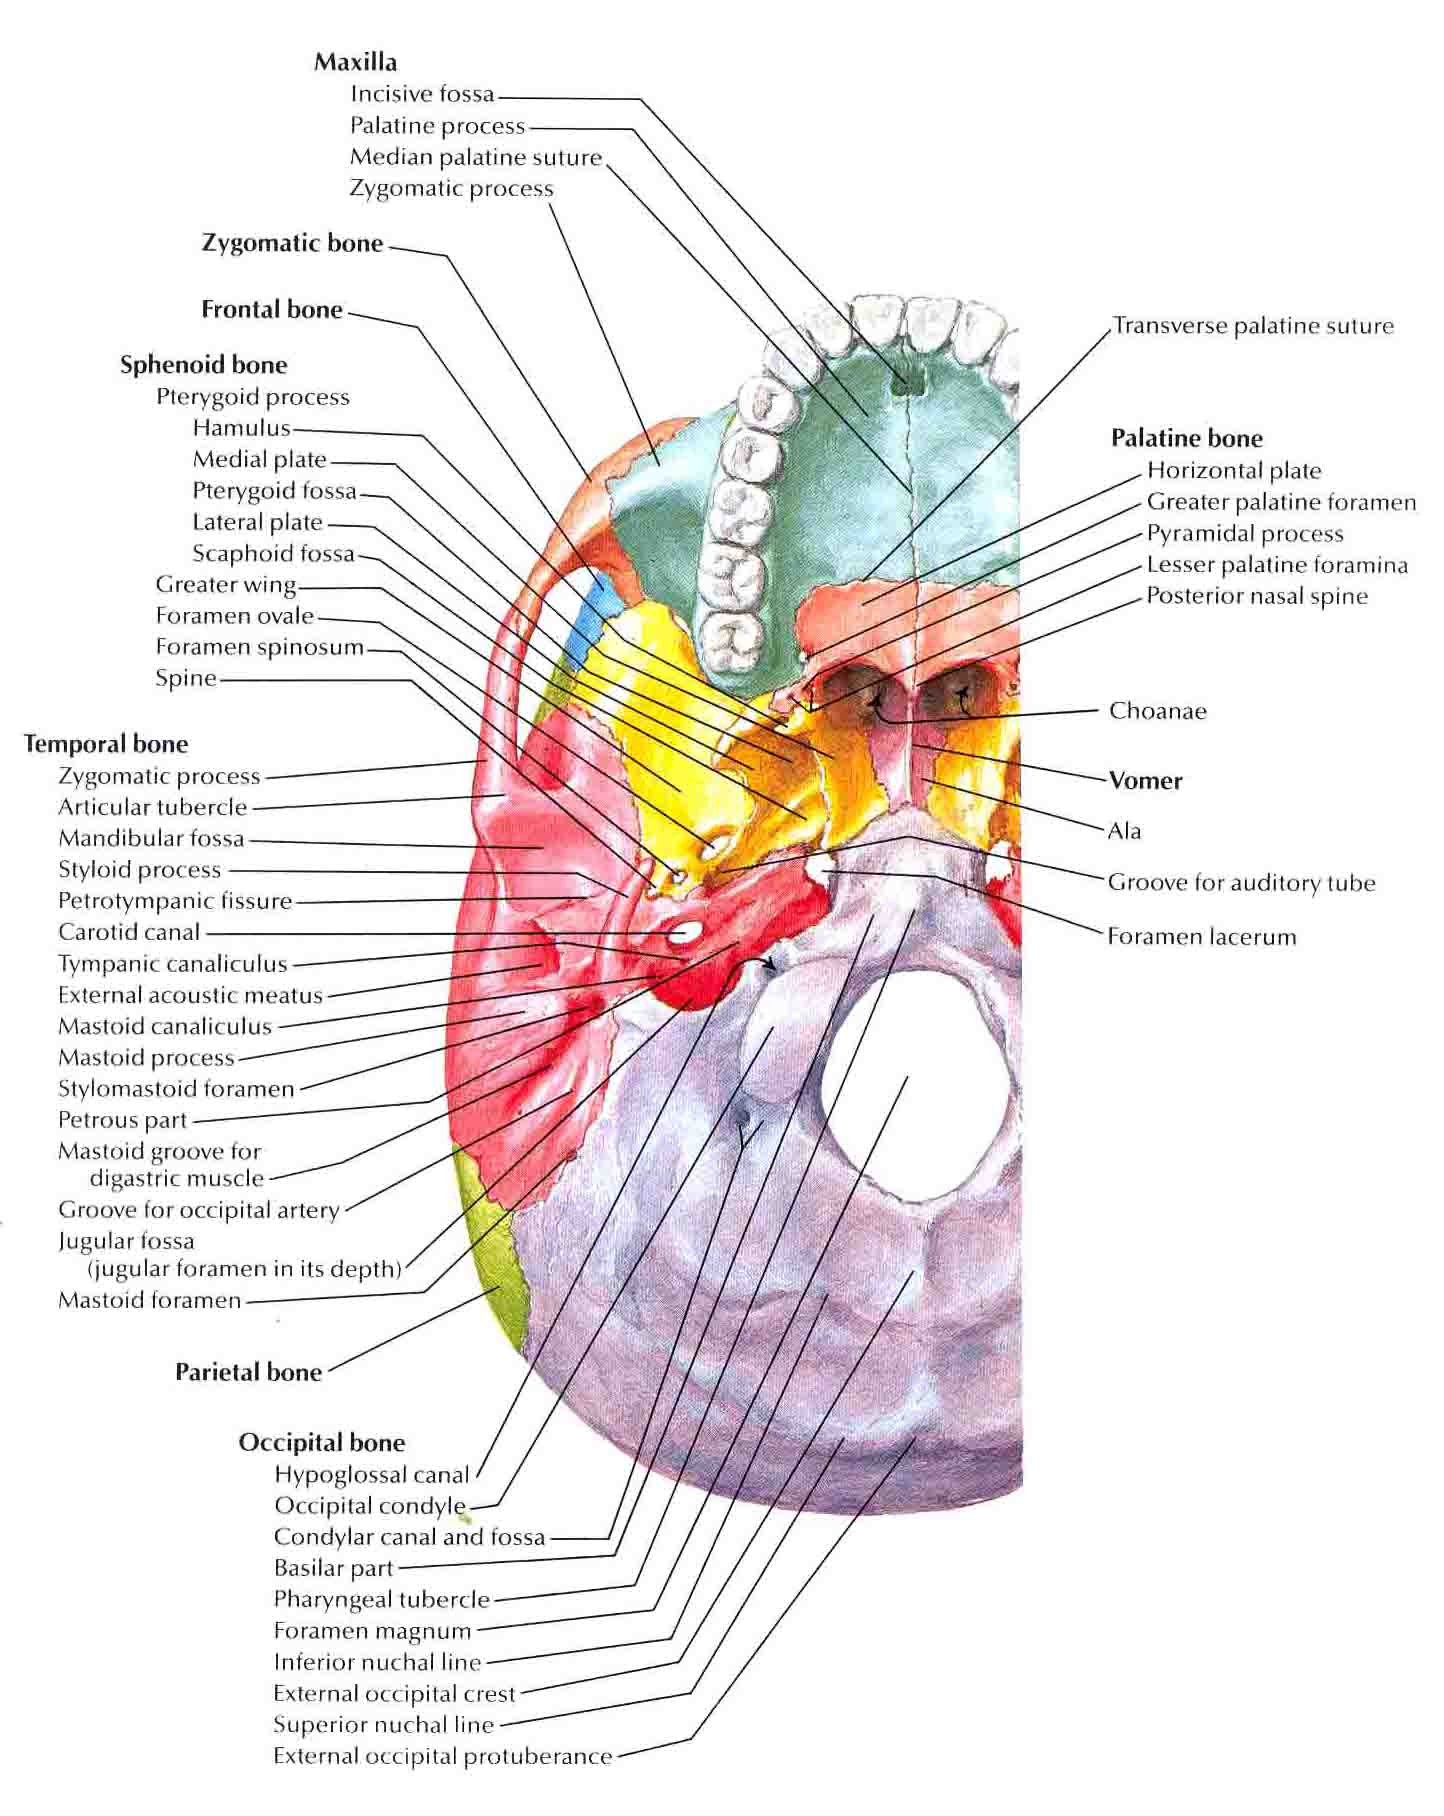 Maxilla
Incisive fossa
Palatine process
Median palatine suture
Zygomatic process
Zygomatic bone
Frontal bone
Sphenoid bone
Pterygoid process
Hamulus
Medial plate
Pterygoid fossa
Lateral plate
Scaphoid fossa
Greater wing
Foramen ovale
Foramen spinosum
Spine
Temporal bone
Zygomatic process
Articular tubercle
Mandibular fossa
Styloid process
Petrotympanic fissure
Carotid canal
Tympanic canaliculus
External acoustic meatus
Mastoid canaliculus
Mastoid process
Stylomastoid foramen
Petrous part
Mastoid groove for
digastric muscle
Groove for occipital artery
Jugular fossa
(jugular foramen in its depth)
Mastoid foramen
Parietal bone
Occipital bone
Hypoglossal canal
Occipital condyle
Condylar canal and fossa
Basilar part
Pharyngeal tubercle
Foramen magnum
Inferior nuchal line
External occipital crest
Superior nuchal line
External occipital protuberance
Transverse palatine suture
Palatine bone
Horizontal plate
Greater palatine foramen
Pyramidal process
Lesser palatine foramina
Posterior nasal spine
Choanae
Vomer
Ala
Groove for auditory tube
Foramen lacerum